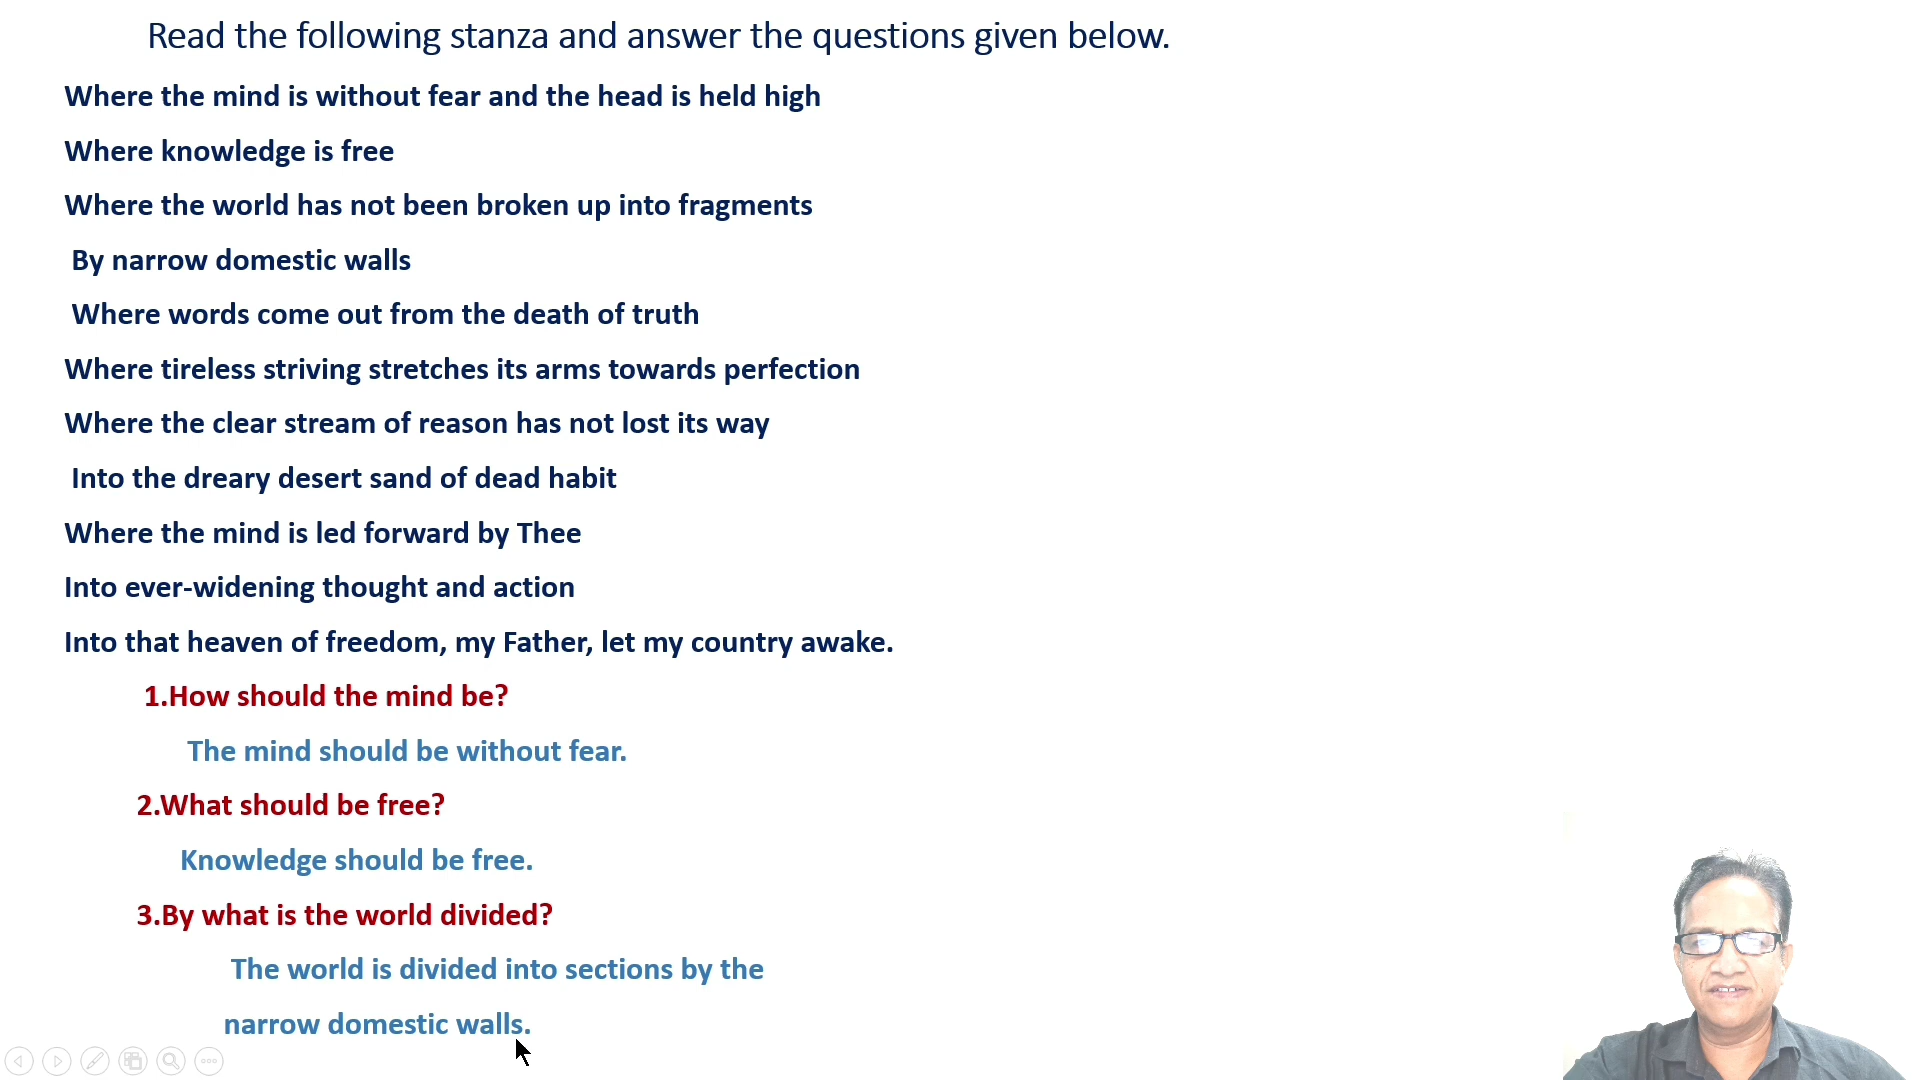 Read the following stanza and answer the questions given below.
Where the mind is without fear and the head is held high
Where knowledge is free
Where the world has not been broken up into fragments
By narrow domestic walls
Where words come out from the death of truth
Where tireless striving stretches its arms towards perfection
Where the clear stream of reason has not lost its way
Into the dreary desert sand of dead habit
Where the mind is led forward by Thee
Into ever-widening thought and action
Into that heaven of freedom, my Father, let my country awake.
1.How should the mind be?
The mind should be without fear.
2.What should be free?
Knowledge should be free.
3.By what is the world divided?
The world is divided into sections by the
narrow domestic walls.